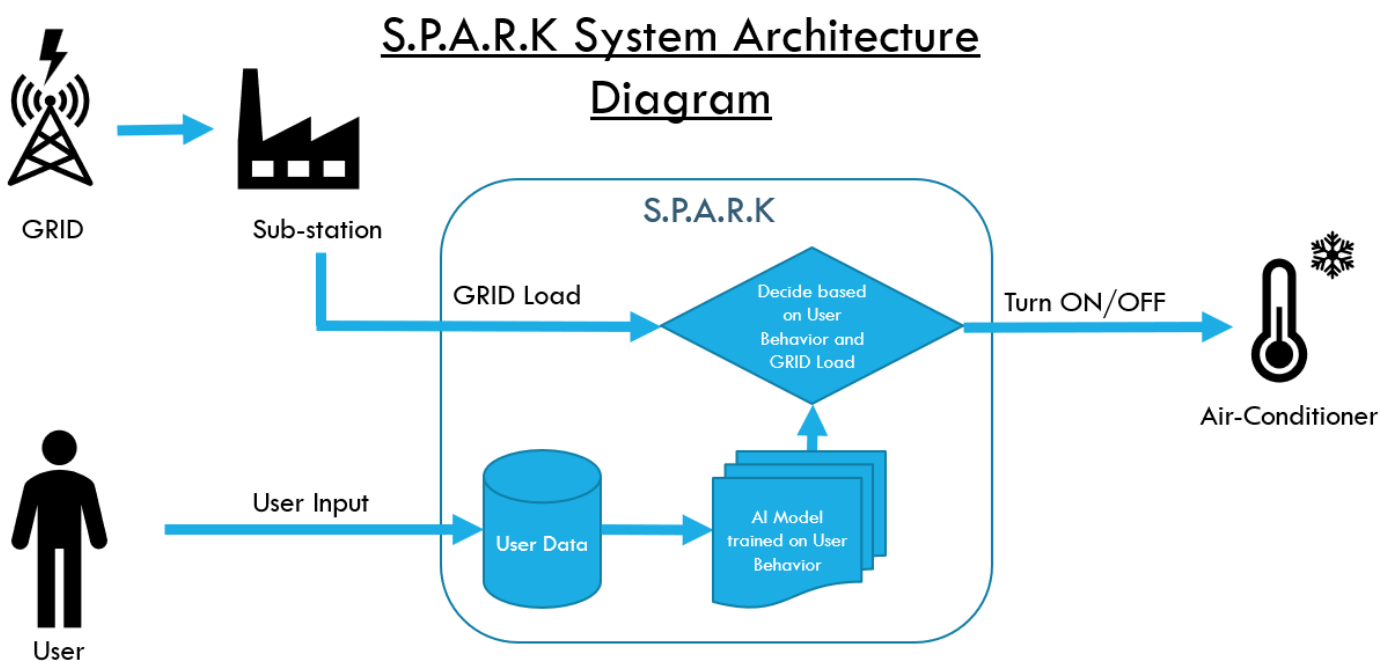 S.P.A.R.K System Architecture
Diagram
GRID
Sub-station
S.P.A.R.K
GRID Load
Decide based
on User
Behavior and
GRID Load
Turn ON/OFF
Air-Conditioner
User Input
User Data
AI Model
trained on User
Behavior
User